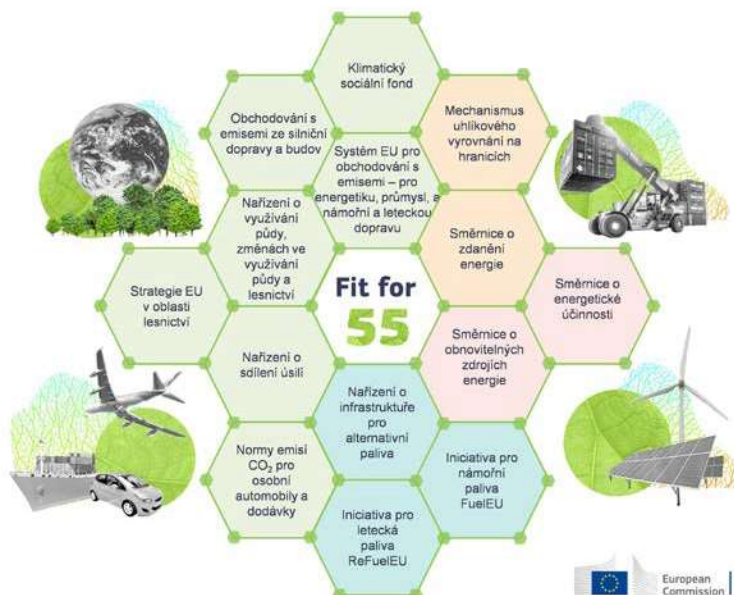 Klimatický
sociální fond
Obchodování s
emisemi ze silniční
dopravy a budov
Mechanismus
uhlíkového
vyrovnání na
hranicích
Systém EU pro
obchodování s
emisemi – pro
energetiku, průmysl, a
námořní a leteckou
dopravu
Nařízení o
využívání
půdy,
změnách ve
využívání
půdy a
lesnictví
Směrnice o
zdanění
energie
Strategie EU
v oblasti
lesnictví
Fit for
55
Směrnice o
energetické
účinnosti
Nařízení o
sdílení úsilí
Směrnice o
obnovitelných
zdrojích
energie
Nařízení o
infrastruktuře
pro
alternativní
paliva
Normy emisí
CO₂ pro
osobní
automobily a
dodávky
Iniciativa pro
námořní
paliva
FuelEU
Iniciativa pro
letecká
paliva
ReFuelEU
European
Commission